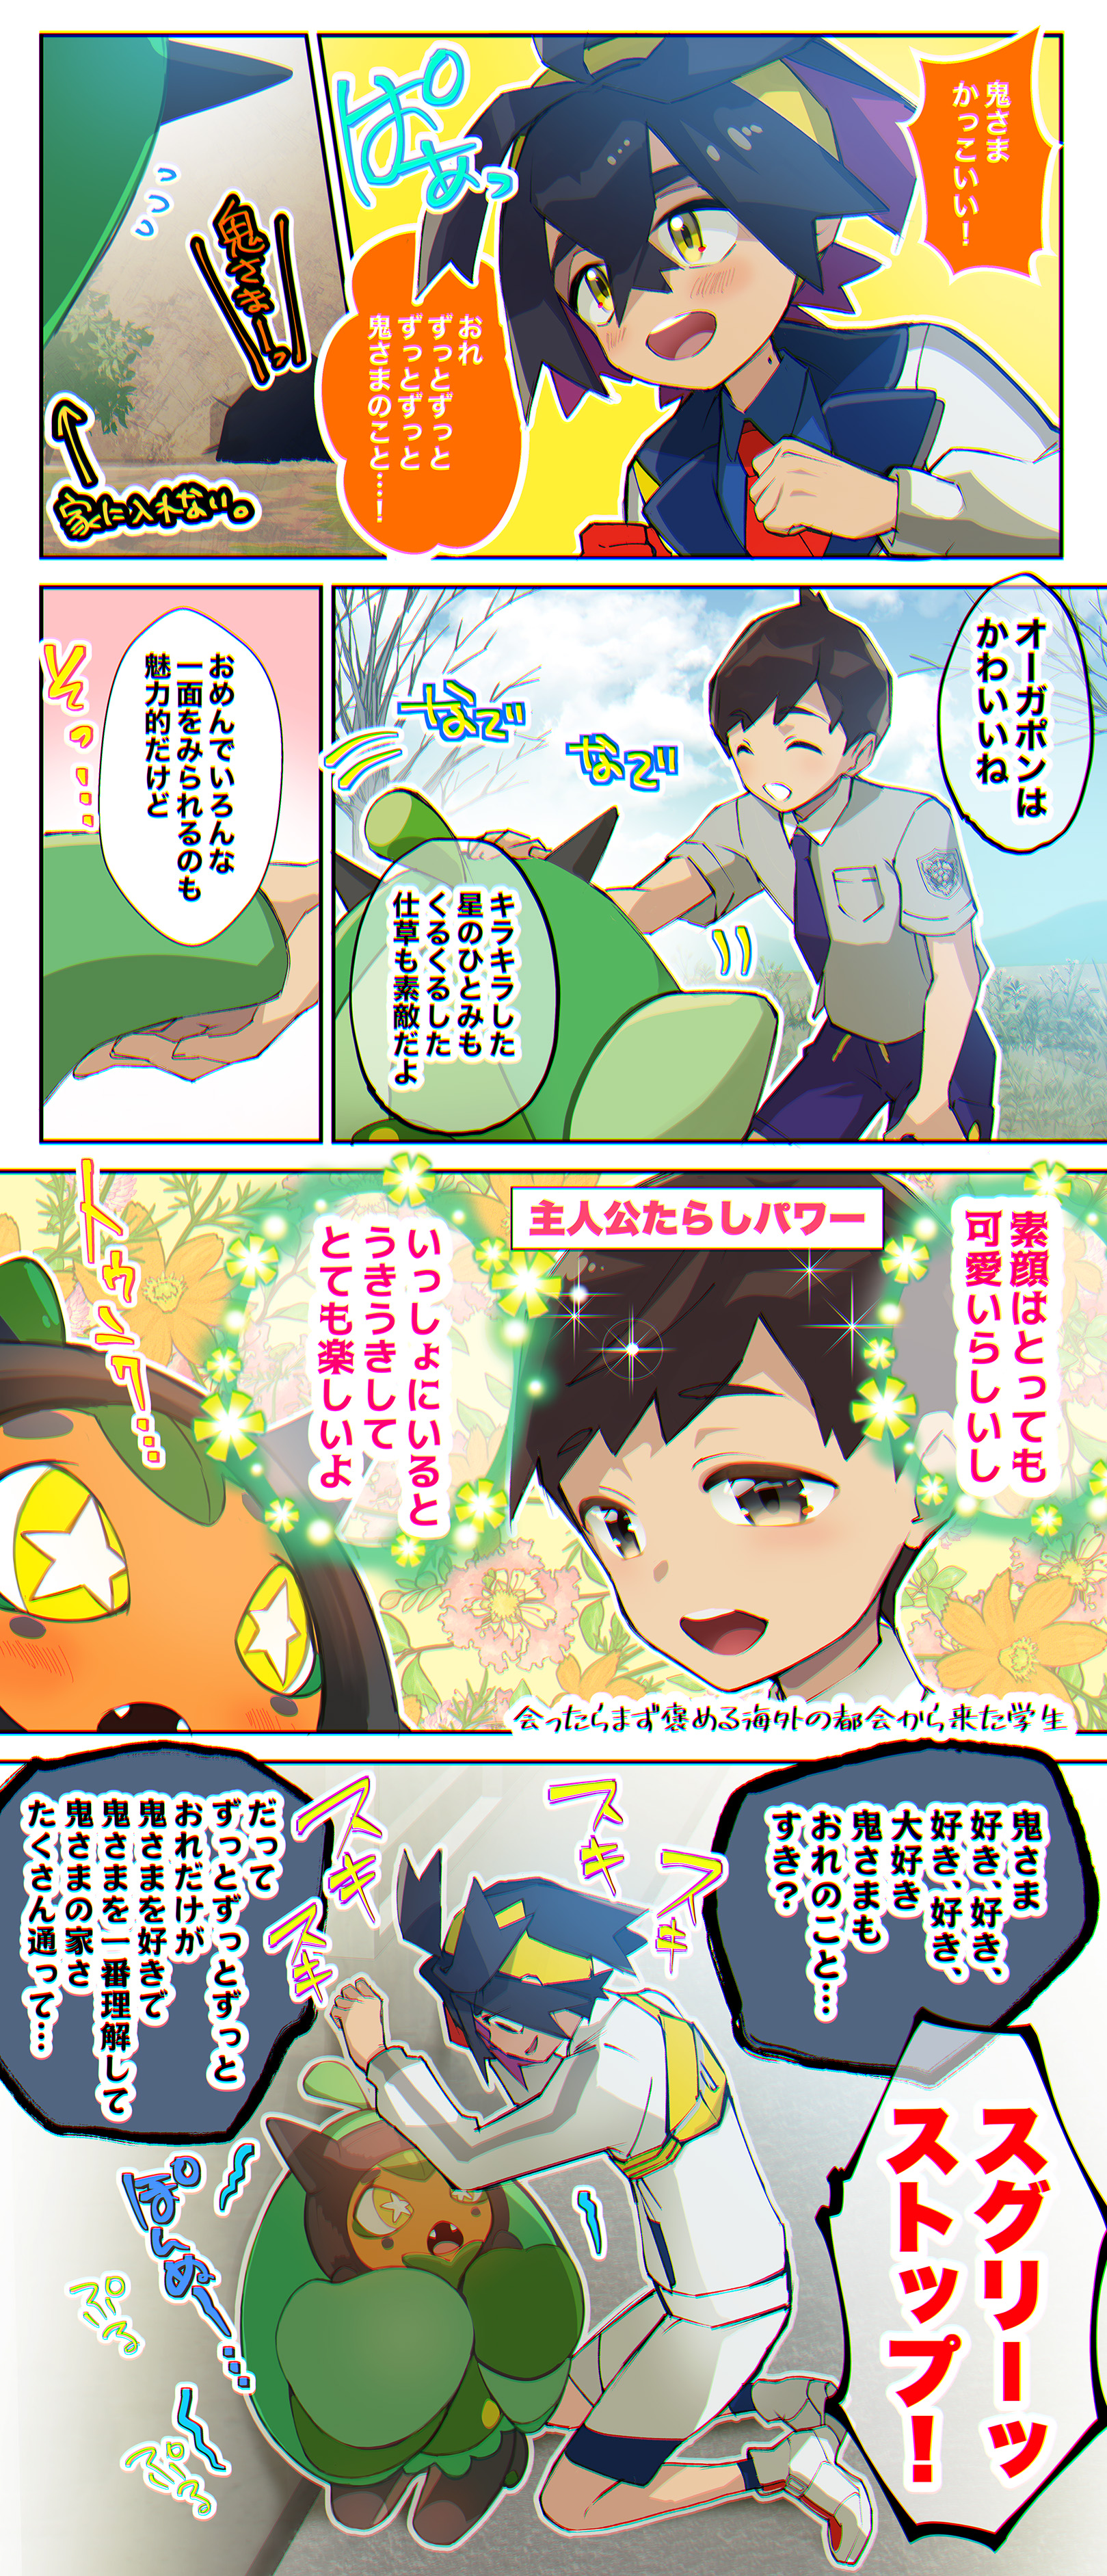 鬼さま
かっこいい！
ぱあっ
おれ
ずっとずっと
ずっとずっと
鬼さまのこと…！
鬼さまーっ
家に入れない。
オーガポンは
かわいいね
なでなで
キラキラした
星のひとみも
くるくるした
仕草も素敵だよ
おめんでいろんな
一面をみられるのも
魅力的だけど
そっ…
主人公たらしパワー
素顔はとっても
可愛いらしいし
いっしょにいると
うきうきして
とても楽しいよ
トゥンク…
会ったらまず褒める海外の都会から来た学生
鬼さま
好き、好き、
好き、好き、
大好き
鬼さまも
おれのこと…
すき？
スキ
スキ
スキ
スキ
だって
ずっとずっとずっと
おれだけが
鬼さまを好きで
鬼さまを一番理解して
鬼さまの家さ
たくさん通って…
スグリーッ
ストップ！
ぽにぬ〜…
ぷる
ぷる